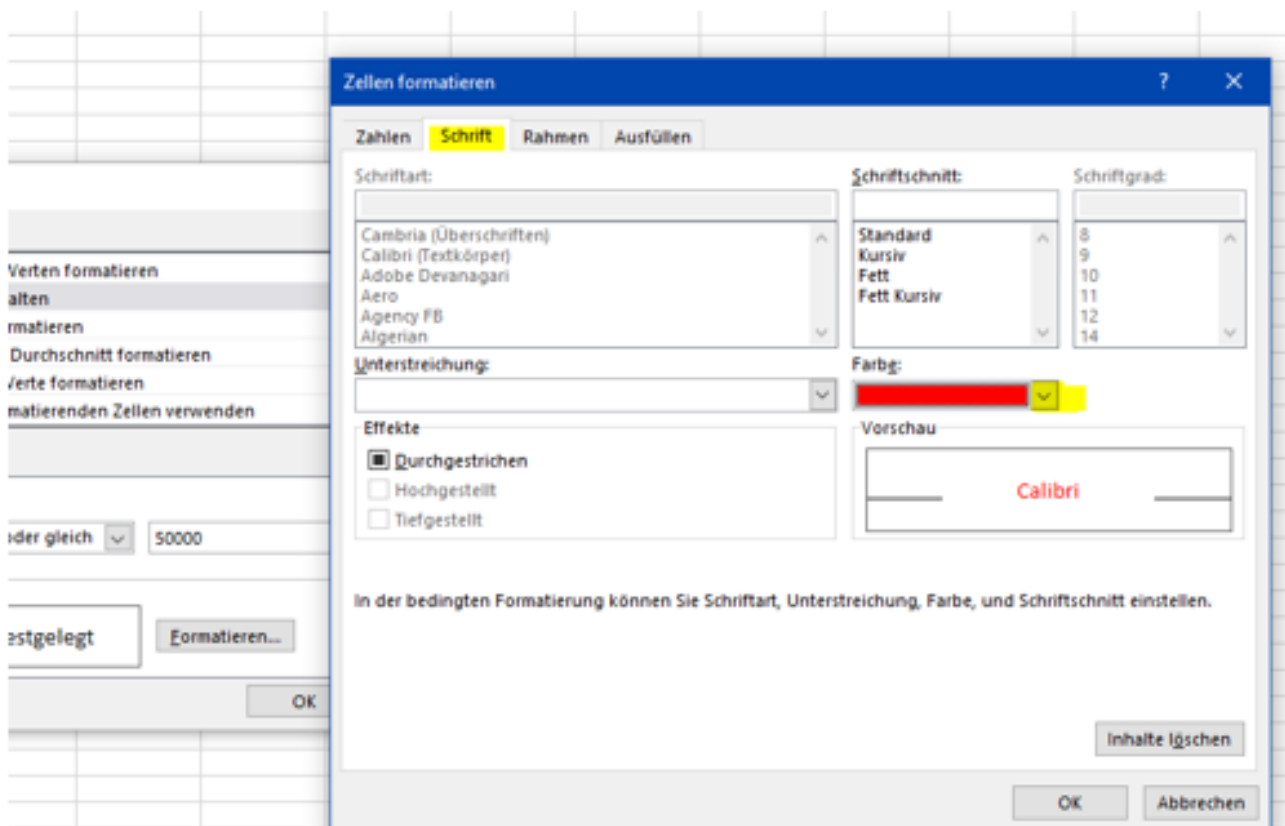 Zellen formatieren ? ×
Zahlen Schrift Rahmen Ausfüllen
Schriftart: Schriftschnitt: Schriftgrad:
Cambria (Überschriften) Standard 8
Calibri (Textkörper) Kursiv 9
Adobe Devanagari Fett 10
Aero Fett Kursiv 11
Agency FB 12
Algerian 14
Unterstreichung: Farbe:
Effekte Vorschau
Durchgestrichen
Hochgestellt
Tiefgestellt
Calibri
In der bedingten Formatierung können Sie Schriftart, Unterstreichung, Farbe, und Schriftschnitt einstellen.
Inhalte löschen
OK Abbrechen
Werten formatieren
alten
rmatieren
Durchschnitt formatieren
Werte formatieren
matierenden Zellen verwenden
oder gleich 50000
estgelegt Formatieren...
OK